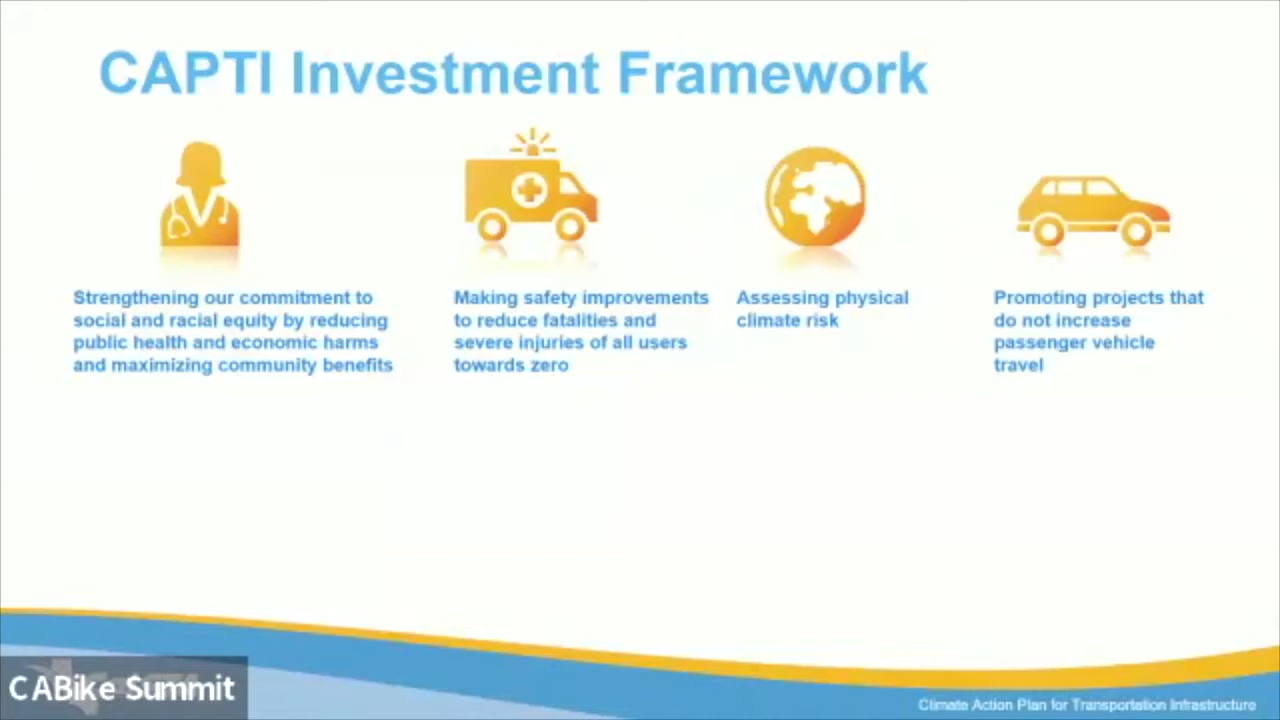 CAPTI Investment Framework
Strengthening our commitment to
social and racial equity by reducing
public health and economic harms
and maximizing community benefits
Making safety improvements
to reduce fatalities and
severe injuries of all users
towards zero
Assessing physical
climate risk
Promoting projects that
do not increase
passenger vehicle
travel
CABike Summit
Climate Action Plan for Transportation Infrastructure